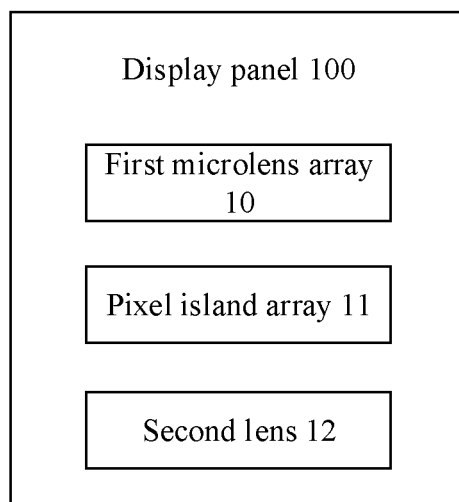 Display panel 100
First microlens array
10
Pixel island array 11
Second lens 12